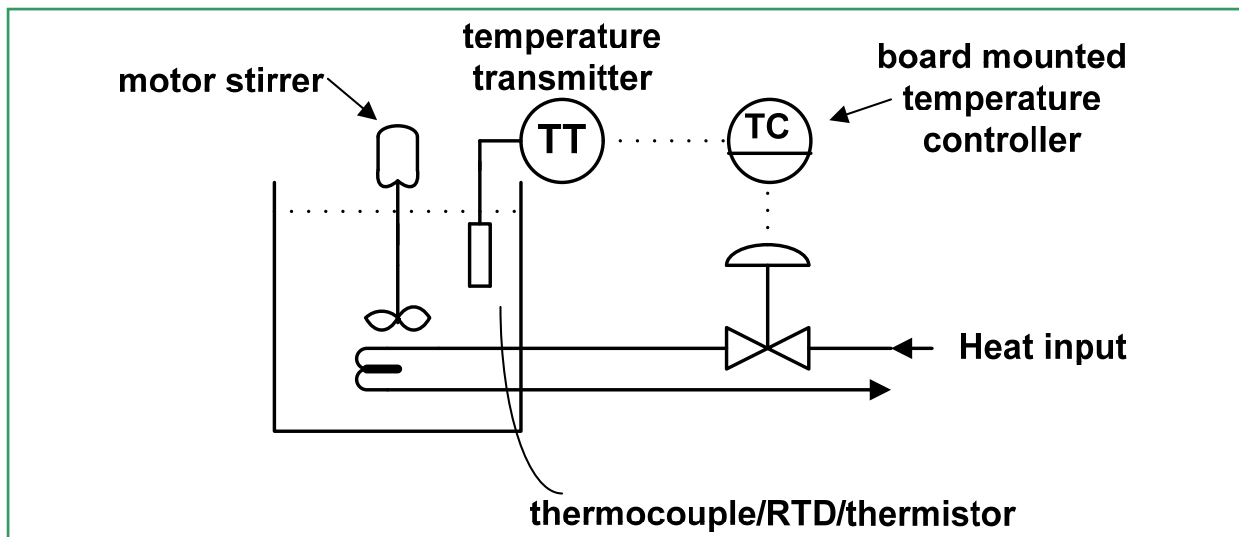 motor stirrer
temperature
transmitter
board mounted
temperature
controller
TT
TC
Heat input
thermocouple/RTD/thermistor